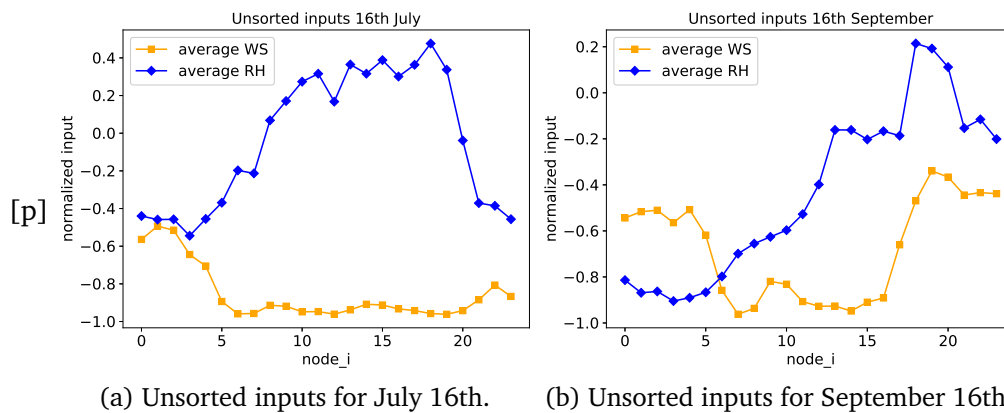 Unsorted inputs 16th July
average WS
average RH
0.4
0.2
0.0
−0.2
−0.4
−0.6
−0.8
−1.0
normalized input
0 5 10 15 20
node_i
Unsorted inputs 16th September
average WS
average RH
0.2
0.0
−0.2
−0.4
−0.6
−0.8
−1.0
normalized input
0 5 10 15 20
node_i
[p]
(a) Unsorted inputs for July 16th.
(b) Unsorted inputs for September 16th